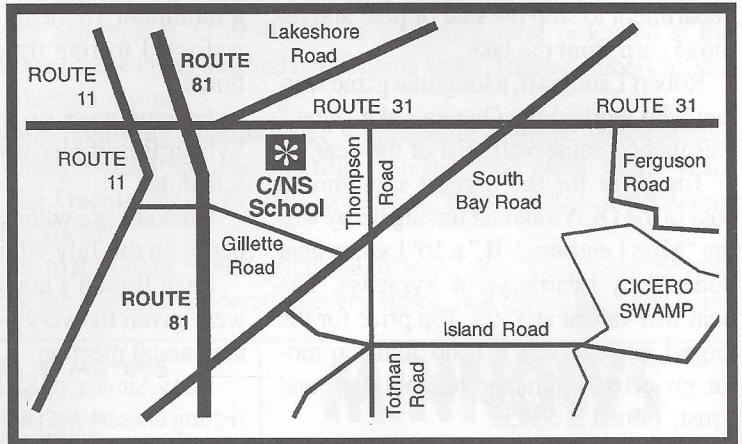 Lakeshore
Road
ROUTE
11
ROUTE
81
ROUTE 31
ROUTE 31
ROUTE
11
C/NS
School
Thompson
Road
South
Bay Road
Ferguson
Road
Gillette
Road
ROUTE
81
CICERO
SWAMP
Island Road
Totman
Road